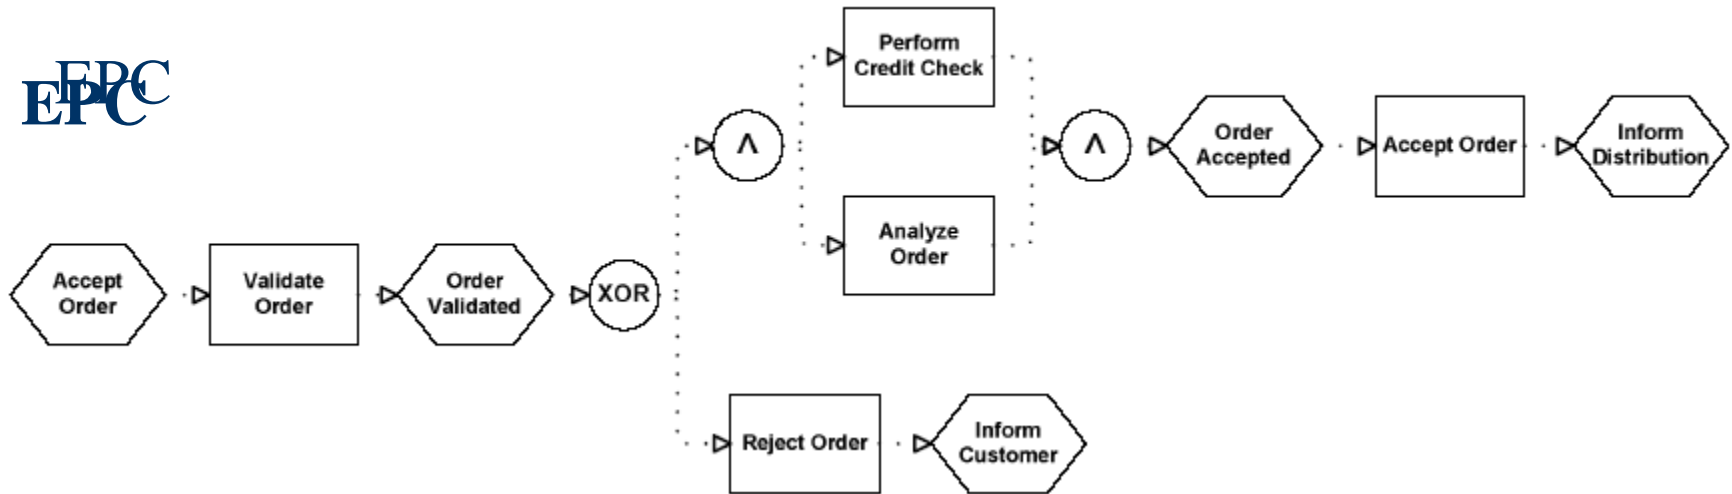 EPC
EPC
Accept
Order
Validate
Order
Order
Validated
XOR
Λ
Perform
Credit Check
Analyze
Order
Λ
Order
Accepted
Accept Order
Inform
Distribution
Reject Order
Inform
Customer